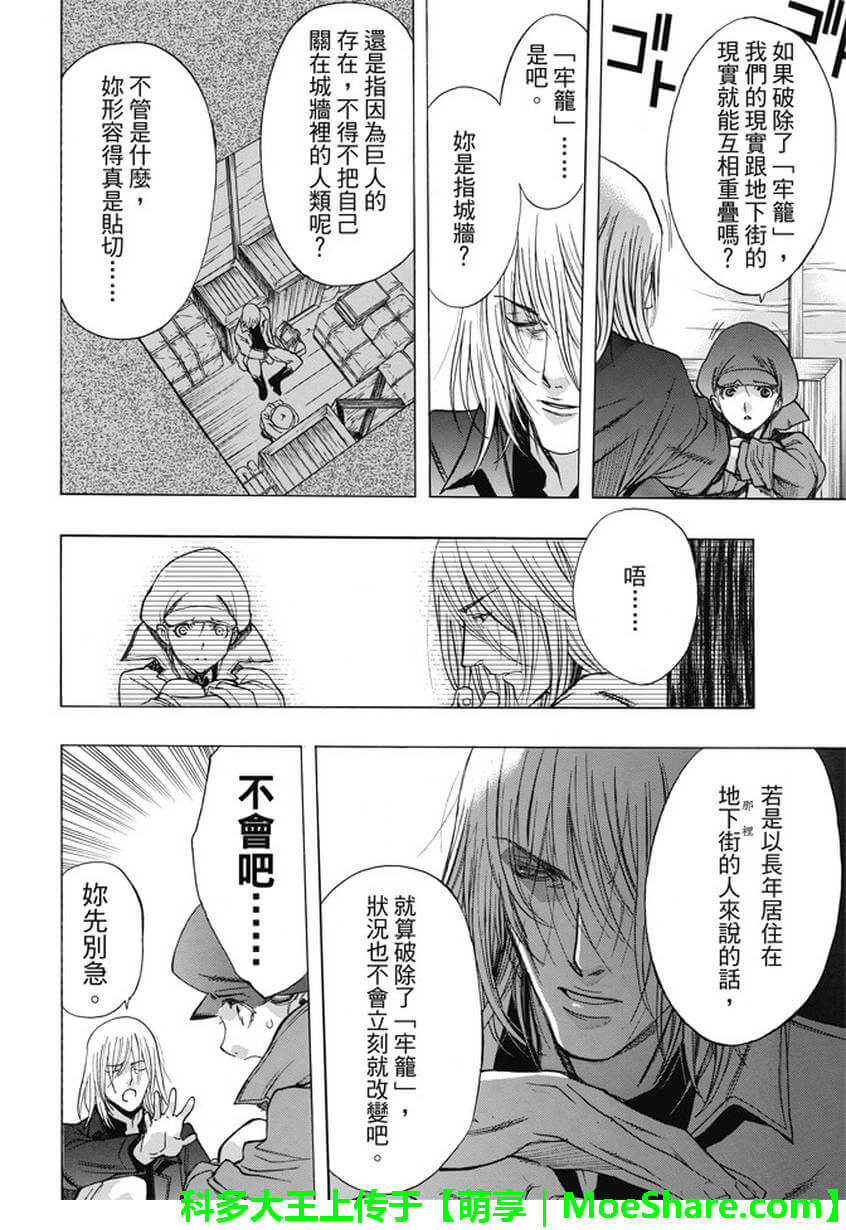 ゴト
ゴト
如果破除了「牢籠」，
我們的現實跟地下街的
現實就能互相重疊嗎？
「牢籠」……
是吧。
妳是指城牆？
還是指因為巨人的
存在，不得不把自己
關在城牆裡的人類呢？
不管是什麼，
妳形容得真是貼切……
唔……
若是以長年居住在
那裡
地下街的人來說的話，
就算破除了「牢籠」，
狀況也不會立刻就改變吧。
不會吧……
妳先別急。
科多大王上传于【萌享】MoeShare.com】